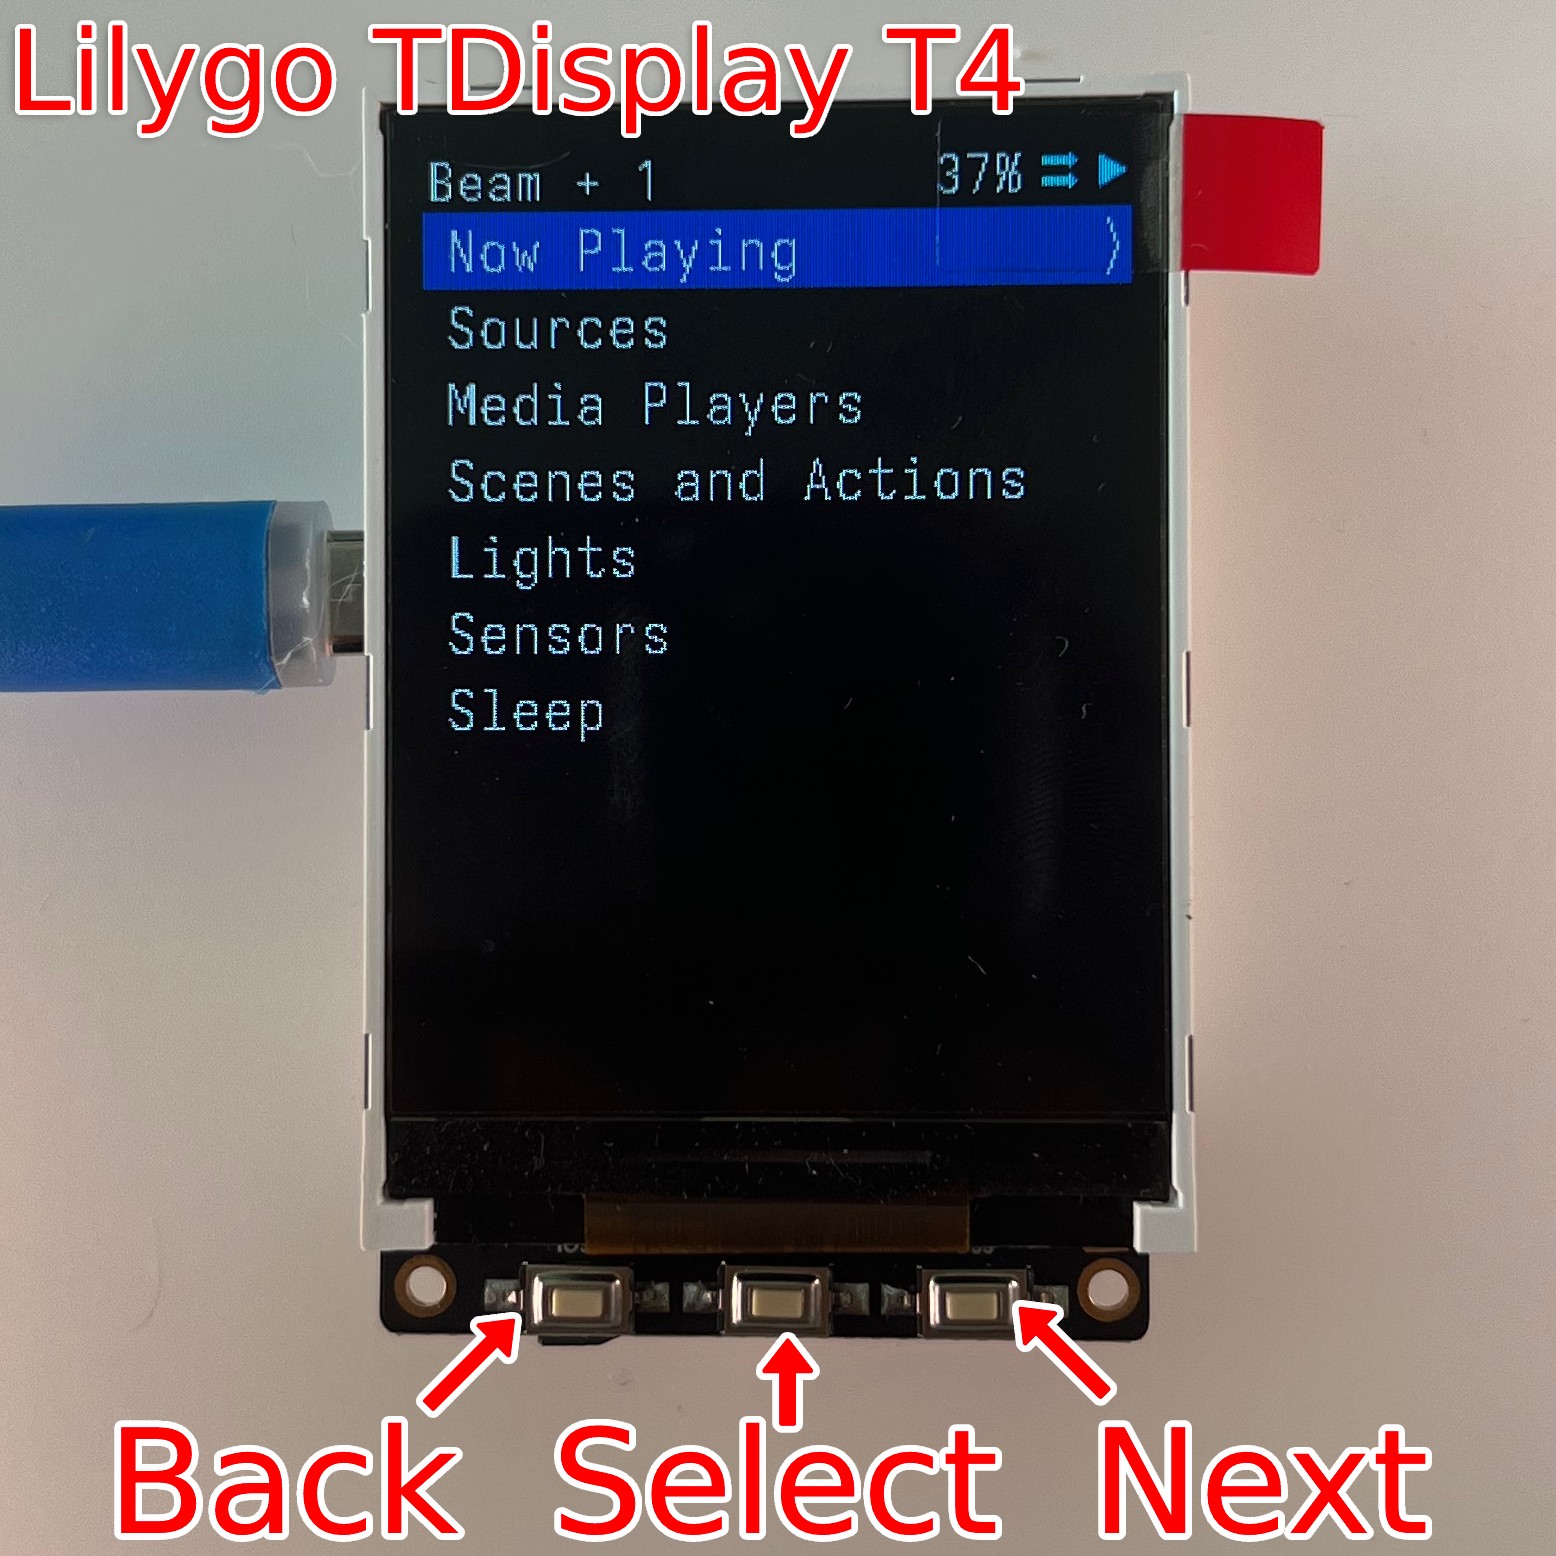 Lilygo TDisplay T4
Beam + 1 37%
Now Playing )
Sources
Media Players
Scenes and Actions
Lights
Sensors
Sleep
Back Select Next